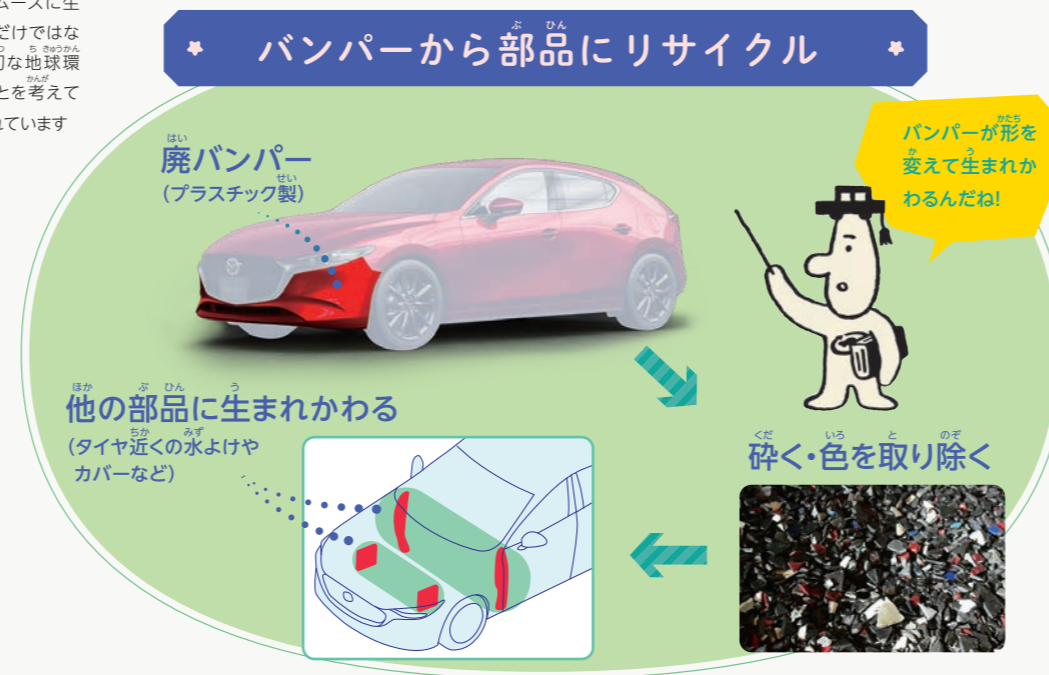 ムーズに生
だけではな
切な地球環
とを考えて
れています
バンパーから部品にリサイクル
廃バンパー
(プラスチック製)
バンパーが形を
変えて生まれか
わるんだね!
他の部品に生まれかわる
(タイヤ近くの水よけや
カバーなど)
砕く・色を取り除く